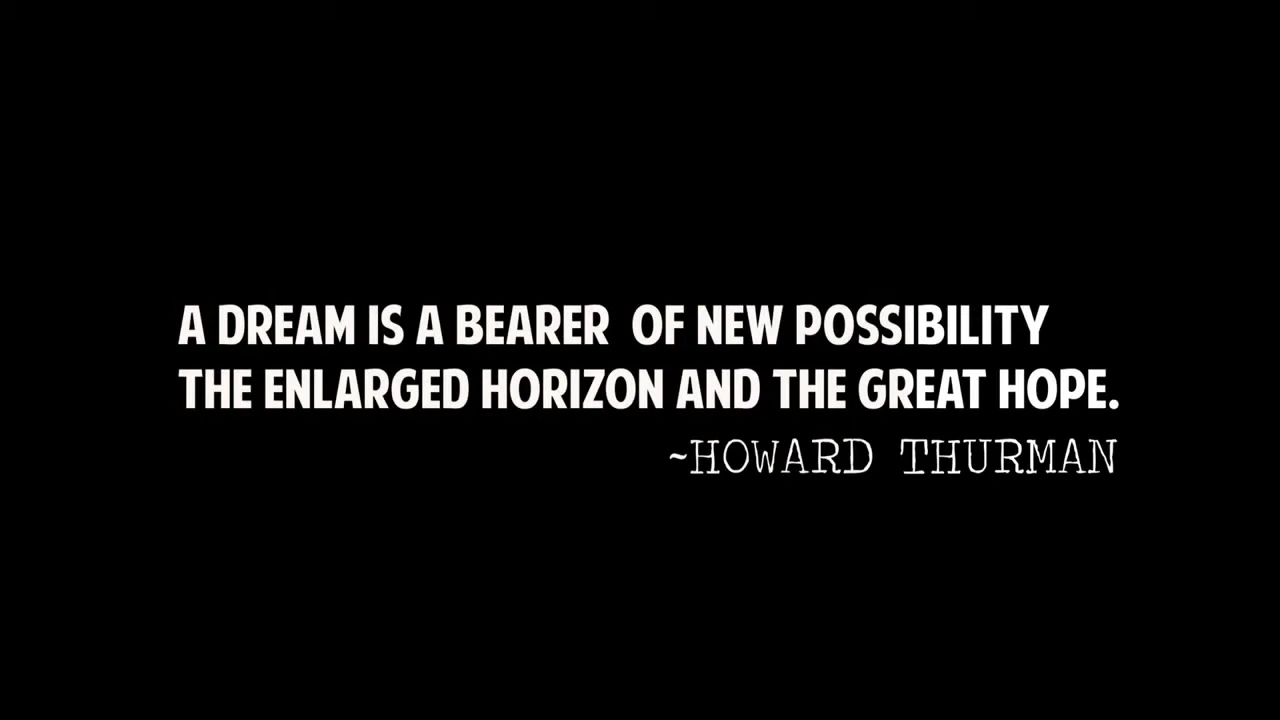 A DREAM IS A BEARER OF NEW POSSIBILITY
THE ENLARGED HORIZON AND THE GREAT HOPE.
~HOWARD THURMAN